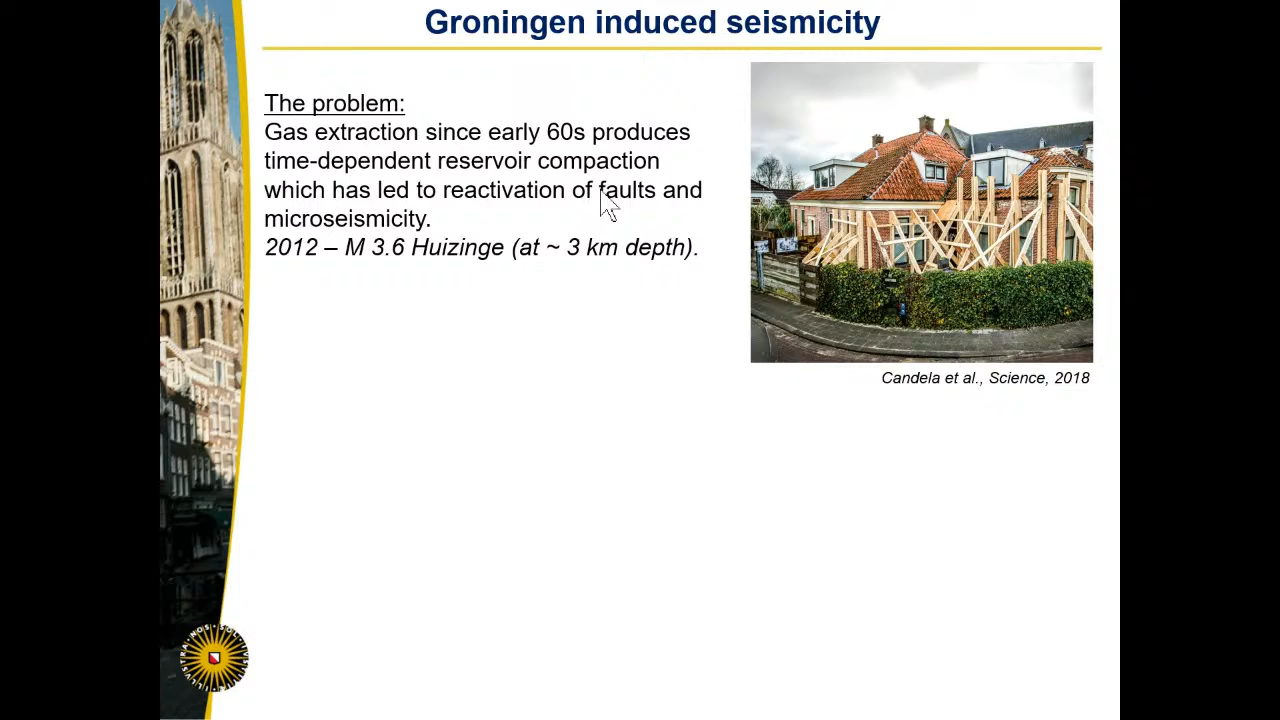 Groningen induced seismicity
The problem:
Gas extraction since early 60s produces
time-dependent reservoir compaction
which has led to reactivation of faults and
microseismicity.
2012 – M 3.6 Huizinge (at ~ 3 km depth).
Candela et al., Science, 2018